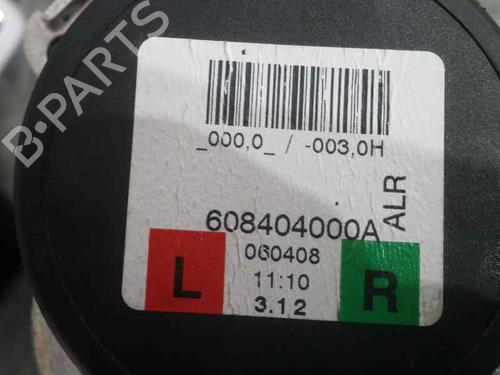 _000,0_ / -003,0H
ALR
608404000A
060408
L
11:10
R
3.12
B-PARTS